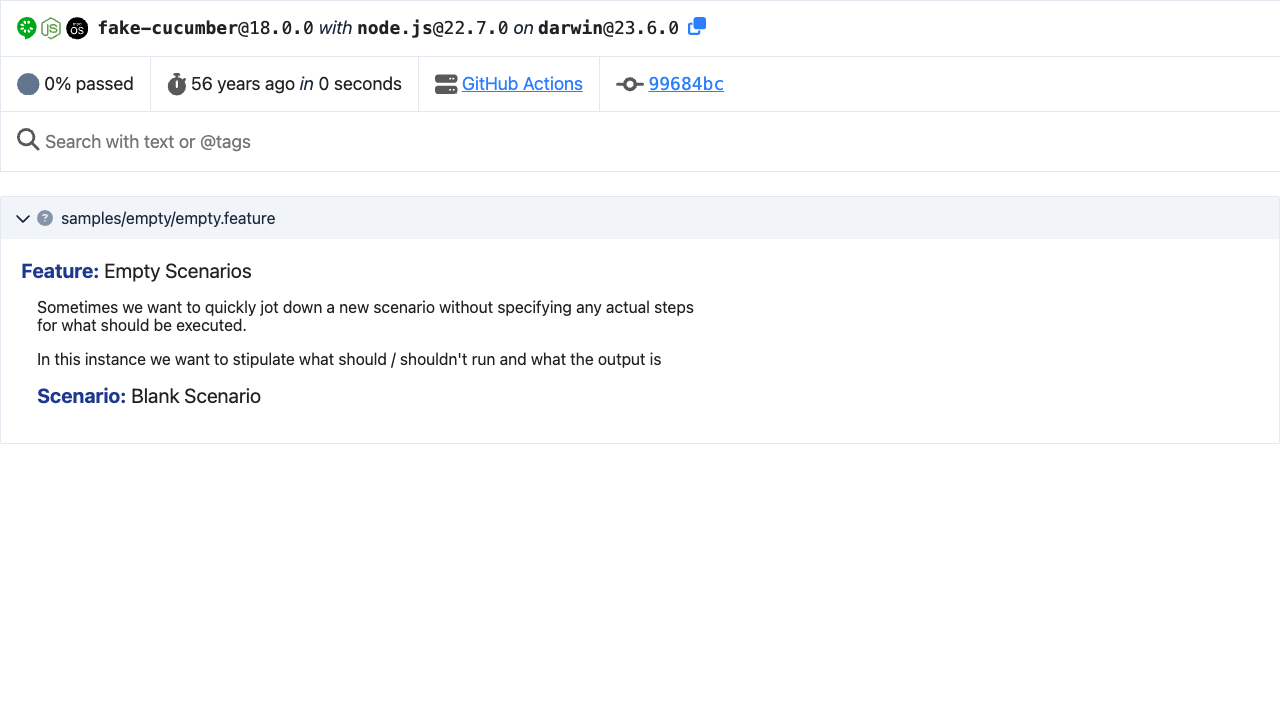 fake-cucumber@18.0.0 with node.js@22.7.0 on darwin@23.6.0
0% passed 56 years ago in 0 seconds GitHub Actions 99684bc
Search with text or @tags
samples/empty/empty.feature
Feature: Empty Scenarios
Sometimes we want to quickly jot down a new scenario without specifying any actual steps
for what should be executed.
In this instance we want to stipulate what should / shouldn't run and what the output is
Scenario: Blank Scenario